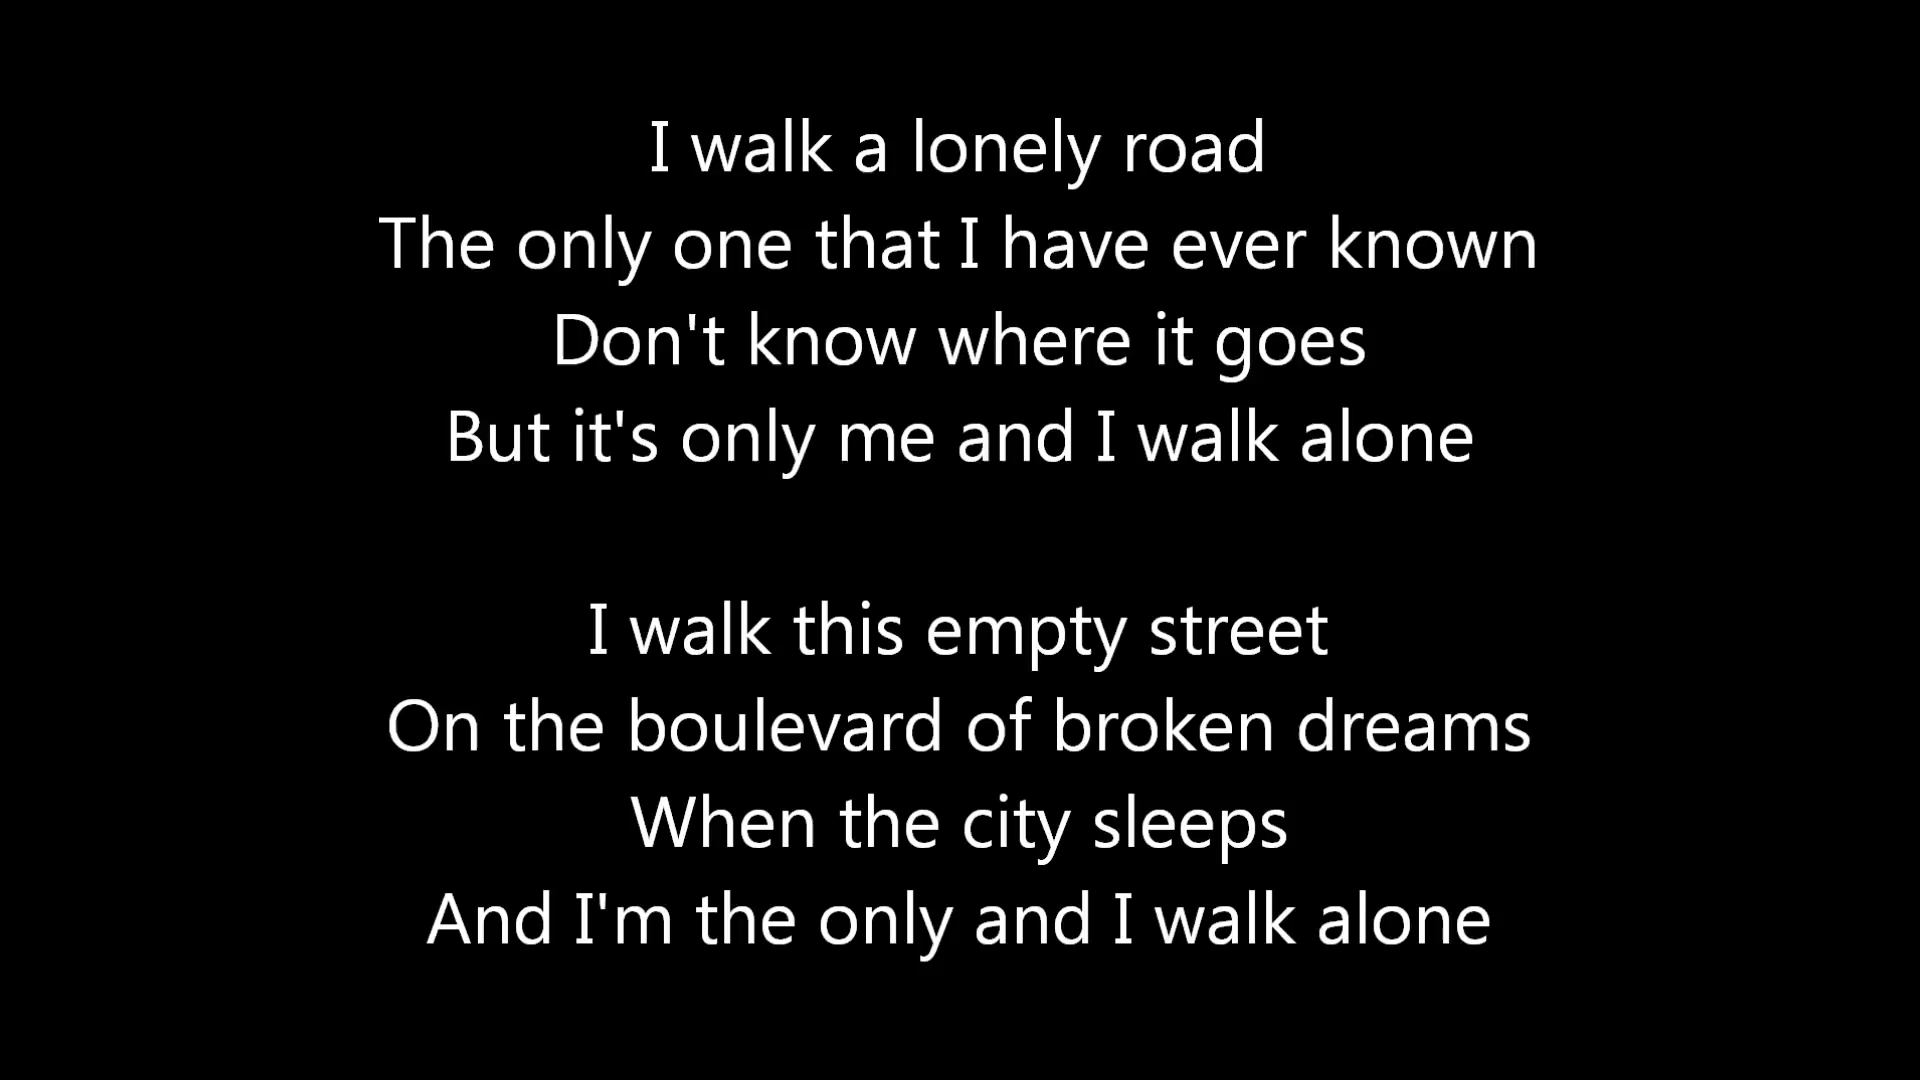 I walk a lonely road
The only one that I have ever known
Don't know where it goes
But it's only me and I walk alone

I walk this empty street
On the boulevard of broken dreams
When the city sleeps
And I'm the only and I walk alone